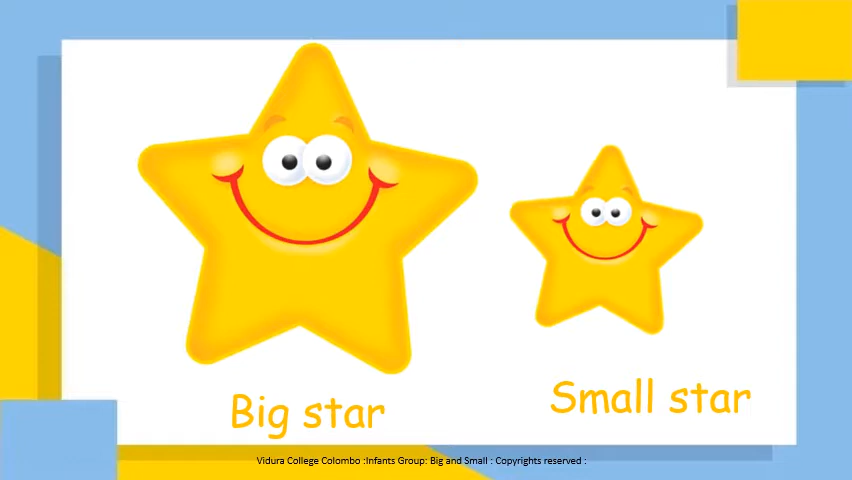 Big star
Small star
Vidura College Colombo :Infants Group: Big and Small : Copyrights reserved :